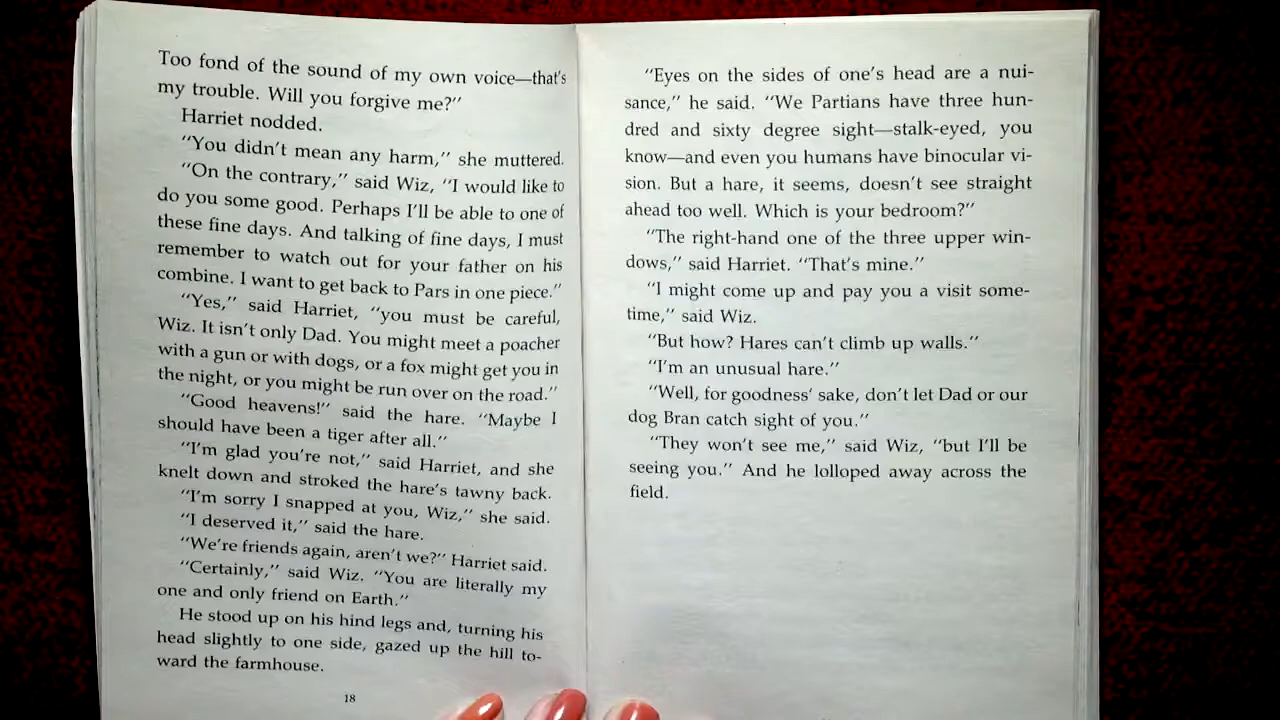 Too fond of the sound of my own voice—that's
my trouble. Will you forgive me?"
Harriet nodded.
"You didn't mean any harm," she muttered.
"On the contrary," said Wiz, "I would like to
do you some good. Perhaps I'll be able to one of
these fine days. And talking of fine days, I must
remember to watch out for your father on his
combine. I want to get back to Pars in one piece."
"Yes," said Harriet, "you must be careful,
Wiz. It isn't only Dad. You might meet a poacher
with a gun or with dogs, or a fox might get you in
the night, or you might be run over on the road."
"Good heavens!" said the hare. "Maybe I
should have been a tiger after all."
"I'm glad you're not," said Harriet, and she
knelt down and stroked the hare's tawny back.
"I'm sorry I snapped at you, Wiz," she said.
"I deserved it," said the hare.
"We're friends again, aren't we?" Harriet said.
"Certainly," said Wiz. "You are literally my
one and only friend on Earth."
He stood up on his hind legs and, turning his
head slightly to one side, gazed up the hill to-
ward the farmhouse.
18
"Eyes on the sides of one's head are a nui-
sance," he said. "We Partians have three hun-
dred and sixty degree sight—stalk-eyed, you
know—and even you humans have binocular vi-
sion. But a hare, it seems, doesn't see straight
ahead too well. Which is your bedroom?"
"The right-hand one of the three upper win-
dows," said Harriet. "That's mine."
"I might come up and pay you a visit some-
time," said Wiz.
"But how? Hares can't climb up walls."
"I'm an unusual hare."
"Well, for goodness' sake, don't let Dad or our
dog Bran catch sight of you."
"They won't see me," said Wiz, "but I'll be
seeing you." And he lolloped away across the
field.